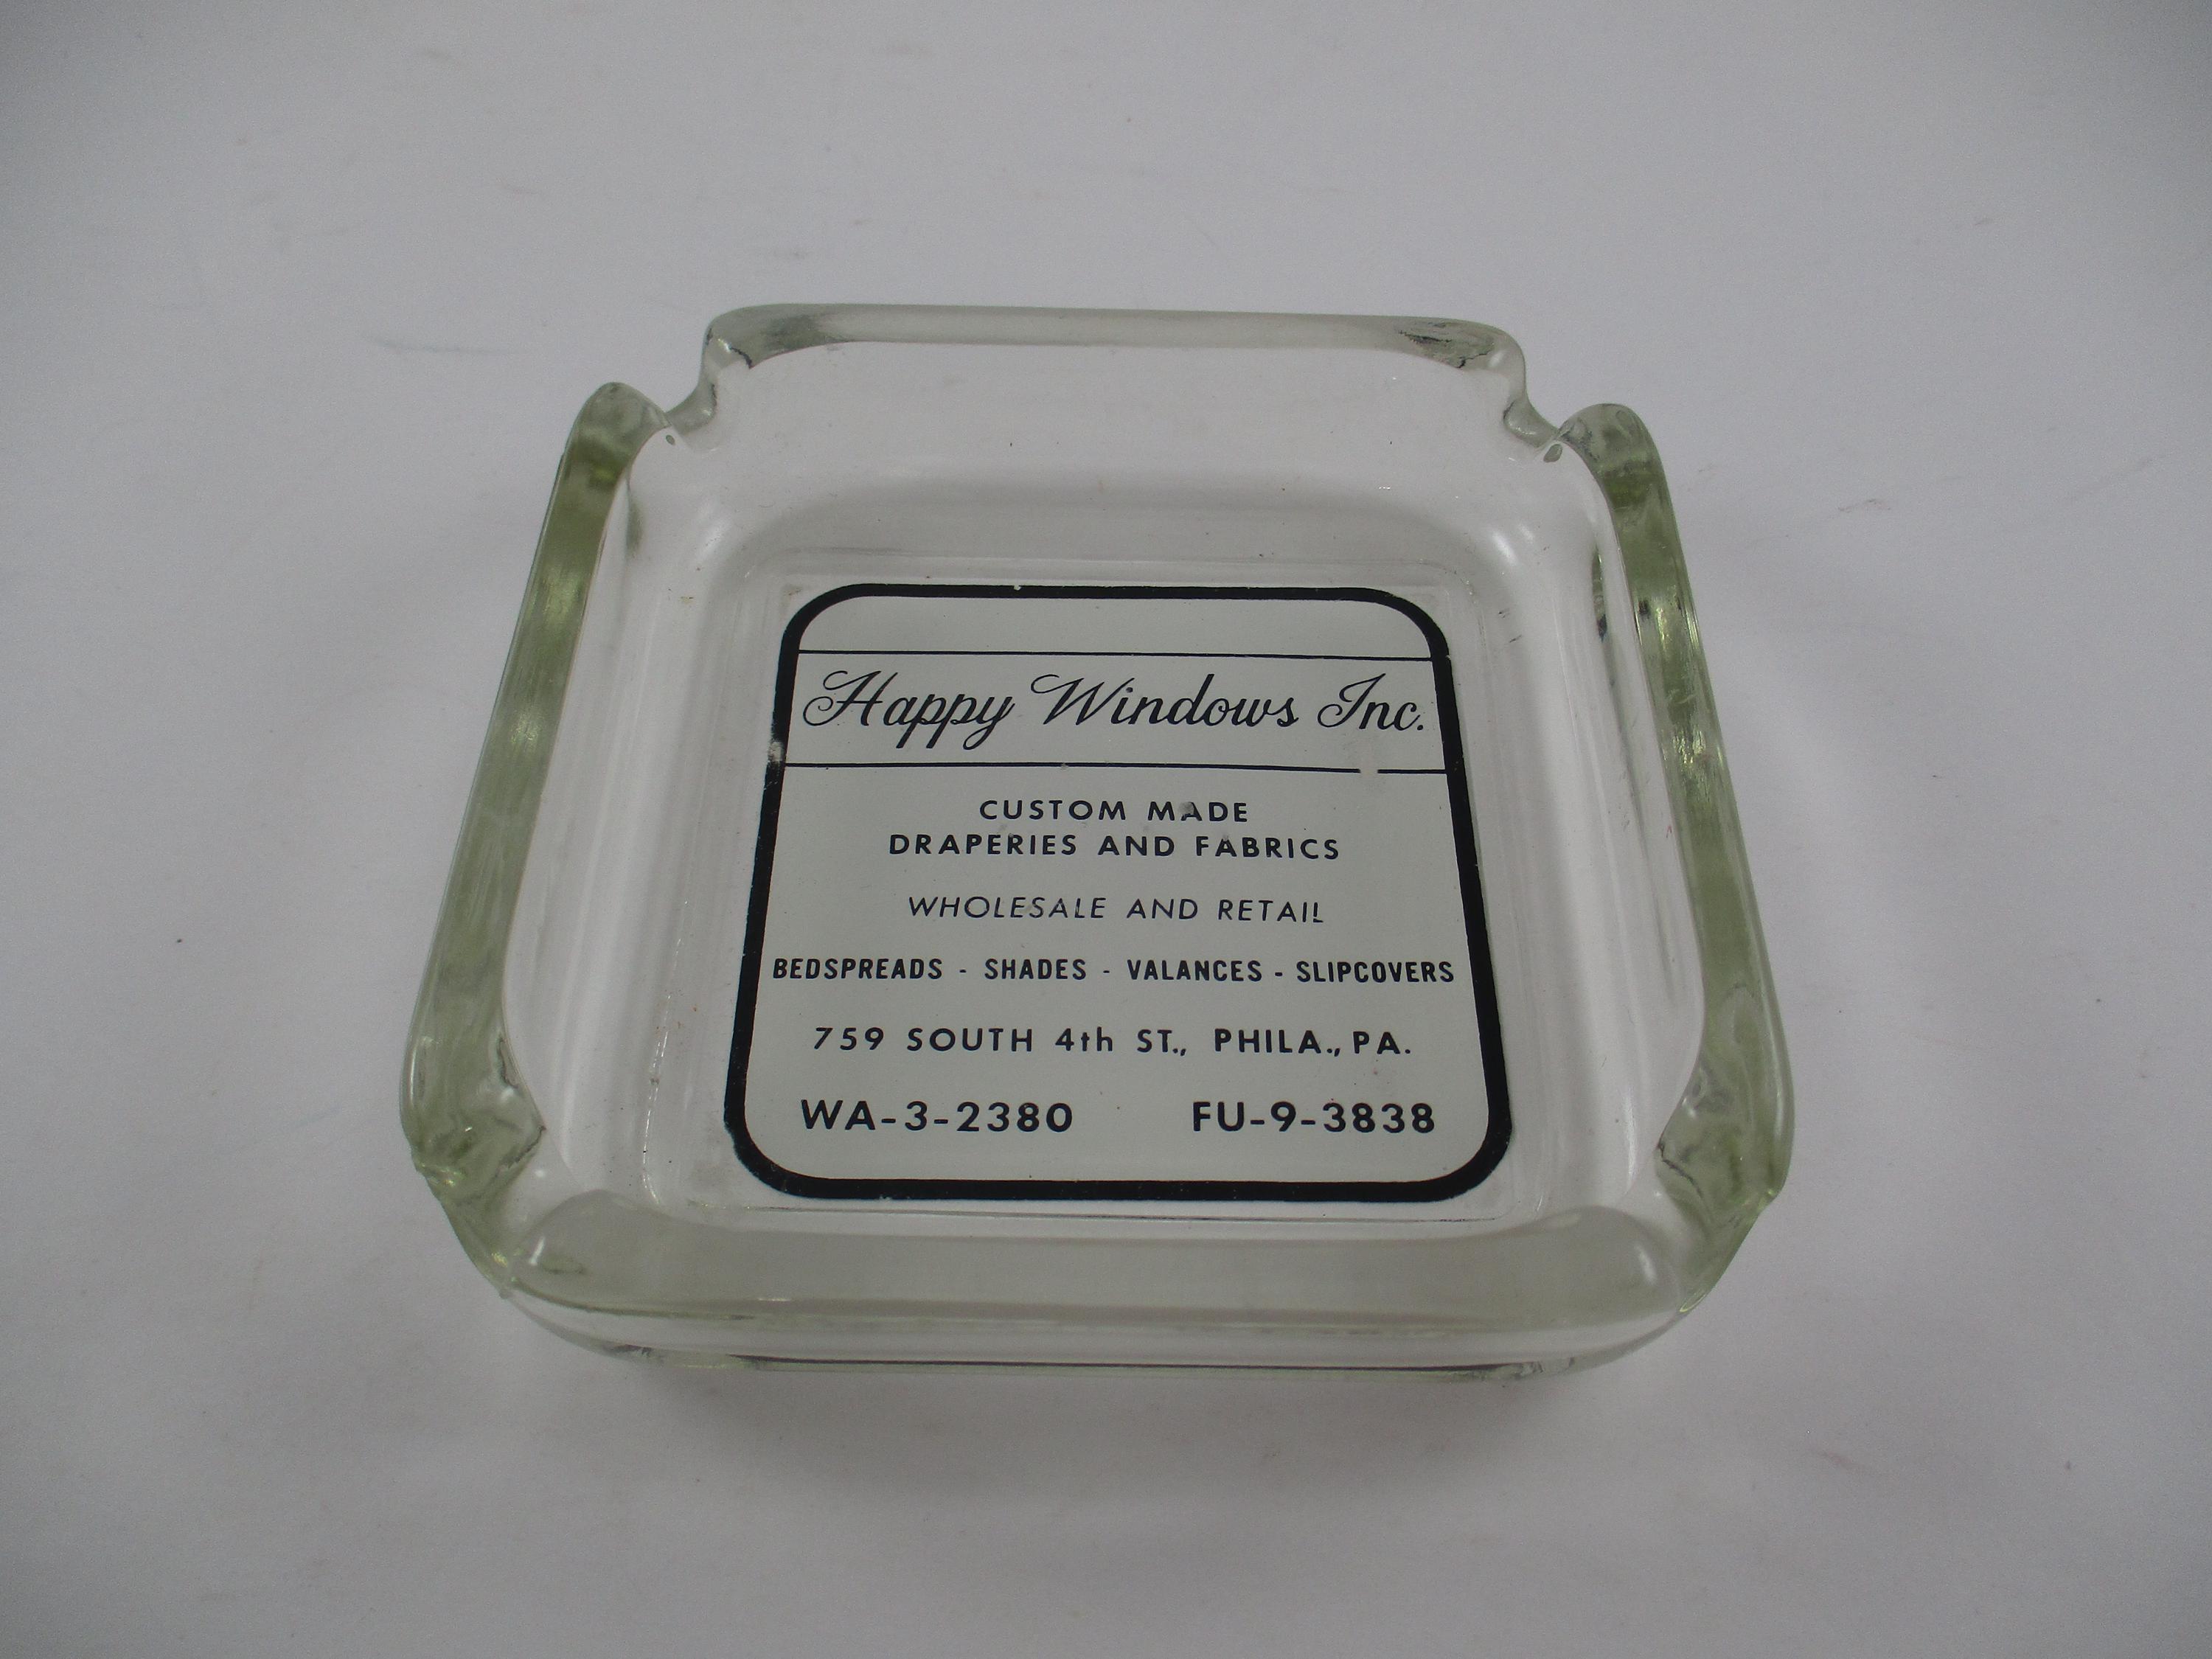 Happy Windows Inc.
CUSTOM MADE
DRAPERIES AND FABRICS
WHOLESALE AND RETAIL
BEDSPREADS - SHADES - VALANCES - SLIPCOVERS
759 SOUTH 4th ST., PHILA., PA.
WA-3-2380 FU-9-3838